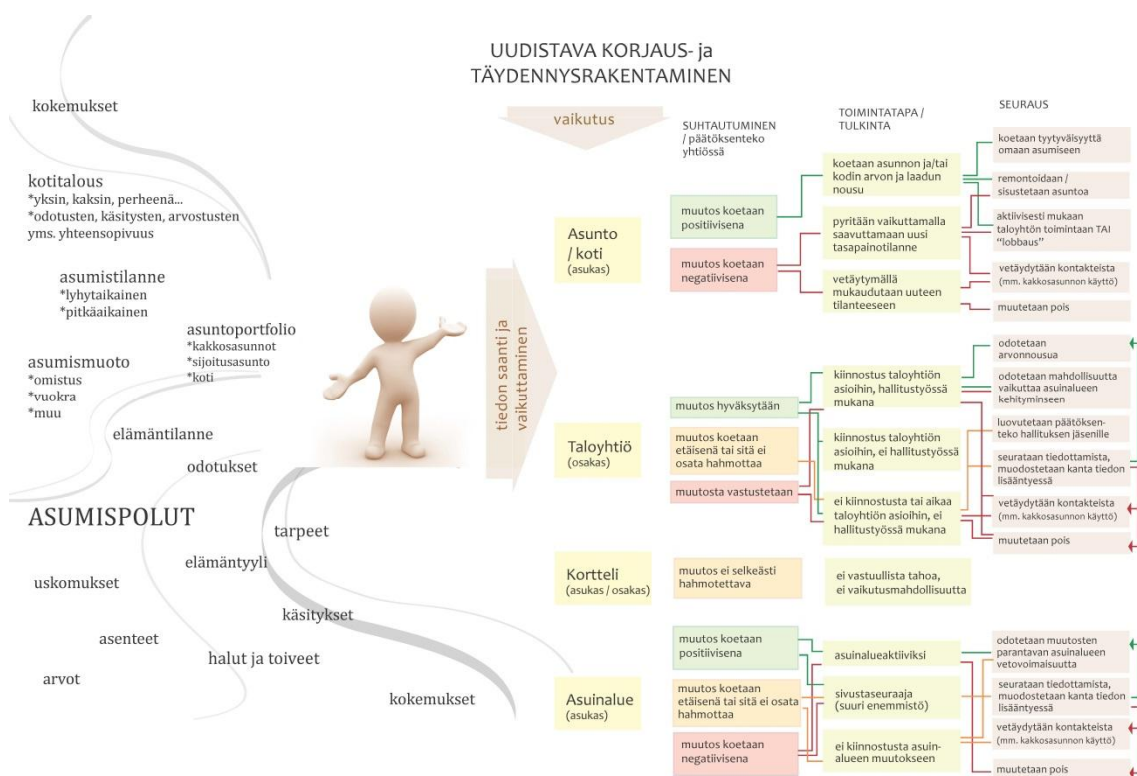 UUDISTAVA KORJAUS- ja
TÄYDENNYSRAKENTAMINEN
vaikutus
tiedon saanti ja
vaikuttaminen
kokemukset
kotitalous
*yksin, kaksin, perheenä...
*odotusten, käsitysten, arvostusten
yms. yhteensopivuus
asumistilanne
*lyhytaikainen
*pitkäaikainen
asuntoportfolio
*kakkosasunnot
*sijoitusasunto
*koti
asumismuoto
*omistus
*vuokra
*muu
elämäntilanne
odotukset
ASUMISPOLUT
tarpeet
elämäntyyli
uskomukset
käsitykset
asenteet
halut ja toiveet
arvot
kokemukset
SUHTAUTUMINEN
/ päätöksenteko
yhtiössä
TOIMINTATAPA /
TULKINTA
SEURAUS
Asunto
/ koti
(asukas)
muutos koetaan
positiivisena
muutos koetaan
negatiivisena
koetaan asunnon ja/tai
kodin arvon ja laadun
nousu
pyritään vaikuttamalla
saavuttamaan uusi
tasapainotilanne
vetäytymällä
mukaudutaan uuteen
tilanteeseen
koetaan tyytyväisyyttä
omaan asumiseen
remontoidaan /
sisustetaan asuntoa
aktiivisesti mukaan
taloyhtön toimintaan TAI
“lobbaus”
vetäydytään kontakteista
(mm. kakkosasunnon käyttö)
muutetaan pois
Taloyhtiö
(osakas)
muutos hyväksytään
muutos koetaan
etäisenä tai sitä ei
osata hahmottaa
muutosta vastustetaan
kiinnostus taloyhtiön
asioihin, hallitustyössä
mukana
kiinnostus taloyhtiön
asioihin, ei hallitustyössä
mukana
ei kiinnostusta tai aikaa
taloyhtiön asioihin, ei
hallitustyössä mukana
odotetaan
arvonnousua
odotetaan mahdollisuutta
vaikuttaa asuinalueen
kehityminseen
luovutetaan päätöksen-
teko hallituksen jäsenille
seurataan tiedottamista,
muodostetaan kanta tiedon
lisääntyessä
vetäydytään kontakteista
(mm. kakkosasunnon käyttö)
muutetaan pois
Kortteli
(asukas / osakas)
muutos ei selkeästi
hahmotettava
ei vastuullista tahoa,
ei vaikutusmahdollisuutta
Asuinalue
(asukas)
muutos koetaan
positiivisena
muutos koetaan
etäisenä tai sitä ei osata
hahmottaa
muutos koetaan
negatiivisena
asuinalueaktiiviksi
sivustaseuraaja
(suuri enemmistö)
ei kiinnostusta asuin-
alueen muutokseen
odotetaan muutosten
parantavan asuinalueen
vetovoimaisuutta
seurataan tiedottamista,
muodostetaan kanta tiedon
lisääntyessä
vetäydytään kontakteista
(mm. kakkosasunnon käyttö)
muutetaan pois